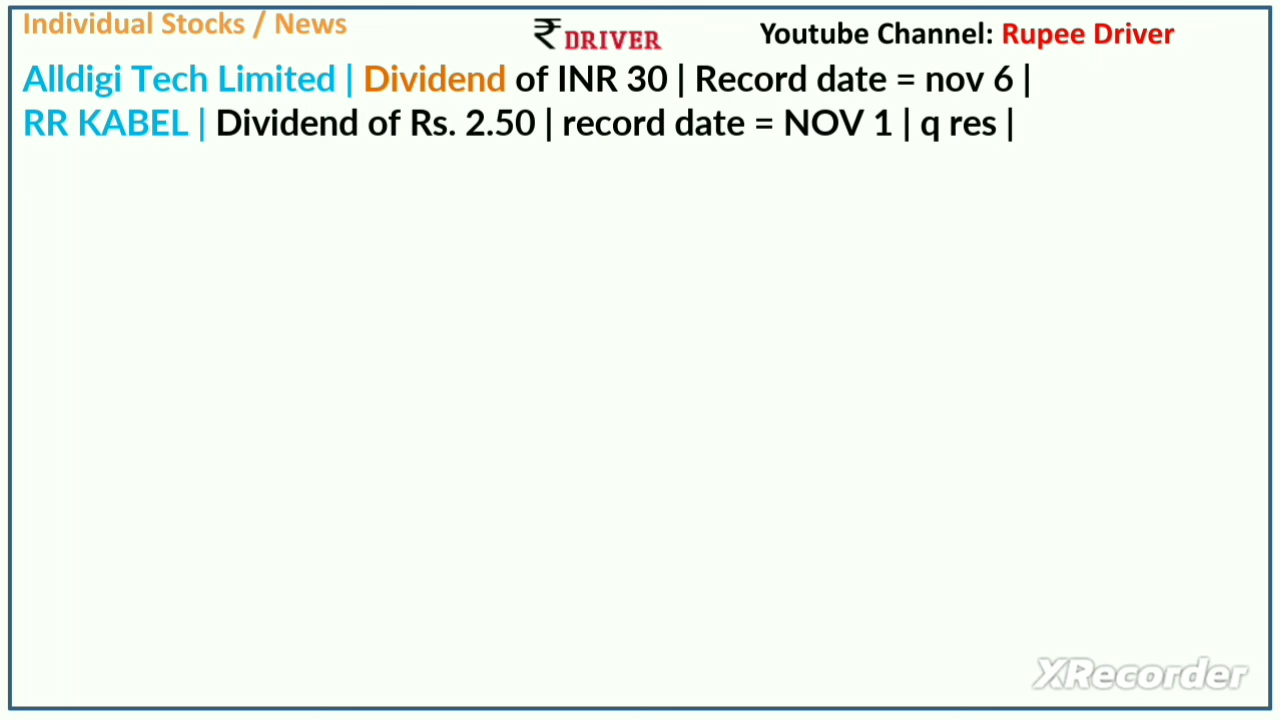 Individual Stocks / News
₹ DRIVER
Youtube Channel: Rupee Driver
Alldigi Tech Limited | Dividend of INR 30 | Record date = nov 6 |
RR KABEL | Dividend of Rs. 2.50 | record date = NOV 1 | q res |
XRecorder